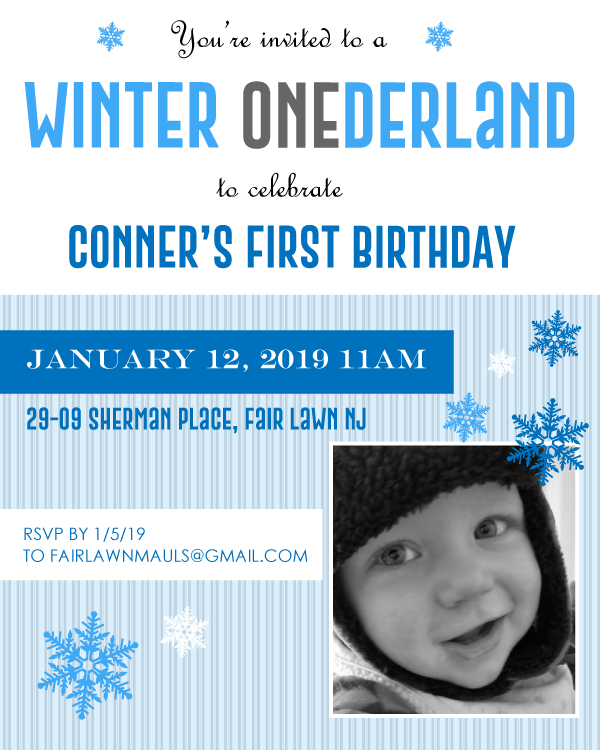 You're invited to a
WINTER ONEDERLAND
to celebrate
CONNER'S FIRST BIRTHDAY
JANUARY 12, 2019 11AM
29-09 SHERMAN PLACE, FAIR LAWN NJ
RSVP BY 1/5/19
TO FAIRLAWNMAULS@GMAIL.COM